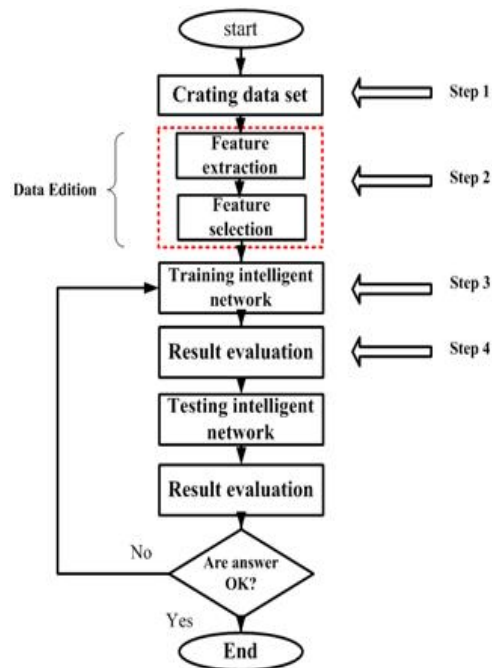 start
Crating data set
Step 1
Data Edition
Feature
extraction
Step 2
Feature
selection
Training intelligent
network
Step 3
Result evaluation
Step 4
Testing intelligent
network
Result evaluation
Are answer
OK?
No
Yes
End